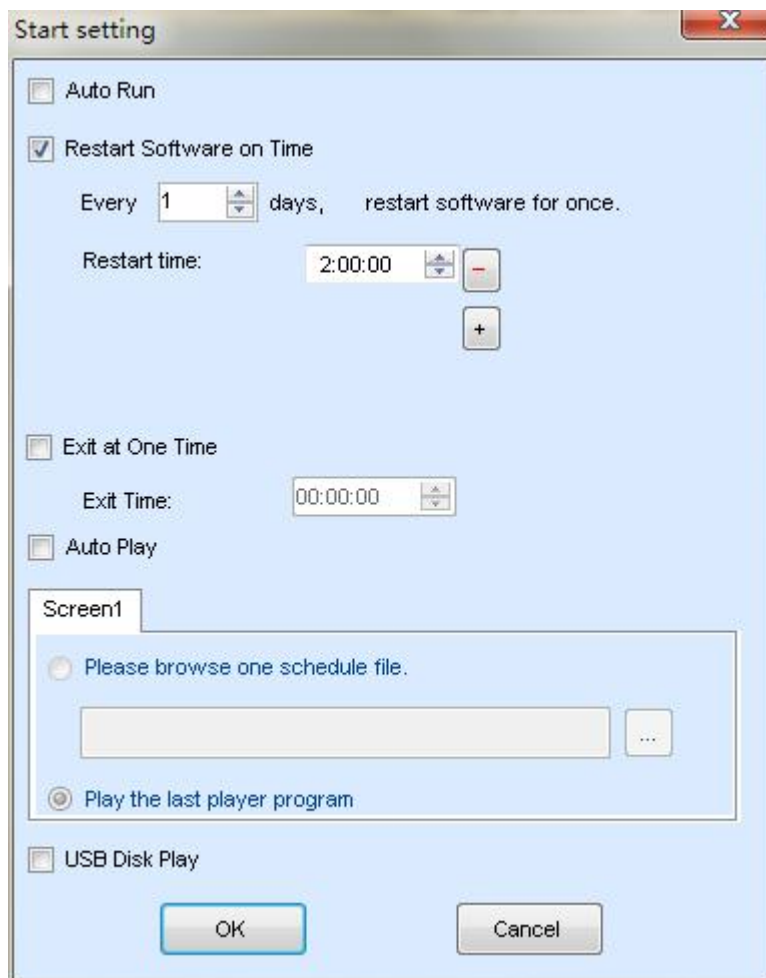 Start setting
Auto Run
Restart Software on Time
Every 1 days, restart software for once.
Restart time: 2:00:00 −
+
Exit at One Time
Exit Time: 00:00:00
Auto Play
Screen1
Please browse one schedule file.
...
Play the last player program
USB Disk Play
OK Cancel